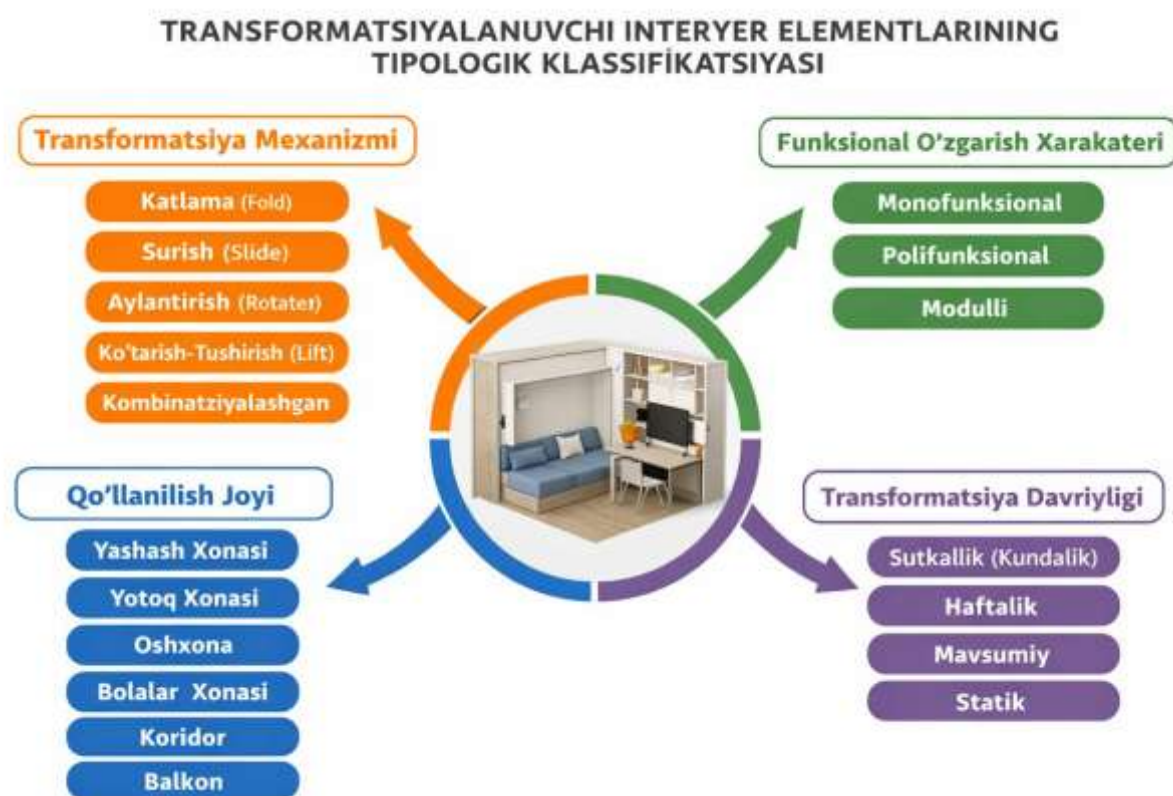 TRANSFORMATSIYALANUVCHI INTERYER ELEMENTLARINING
TIPOLOGIK KLASSIFİKATSIYASI
Transformatsiya Mexanizmi
Katlama (Fold)
Surish (Slide)
Aylantirish (Rotater)
Ko'tarish-Tushirish (Lift)
Kombinatziyalashgan
Funksional O'zgarish Xarakateri
Monofunksional
Polifunksional
Modulli
Qo'llanilish Joyi
Yashash Xonasi
Yotoq Xonasi
Oshxona
Bolalar Xonasi
Koridor
Balkon
Transformatsiya Davriyligi
Sutkallik (Kundalik)
Haftalik
Mavsumiy
Statik